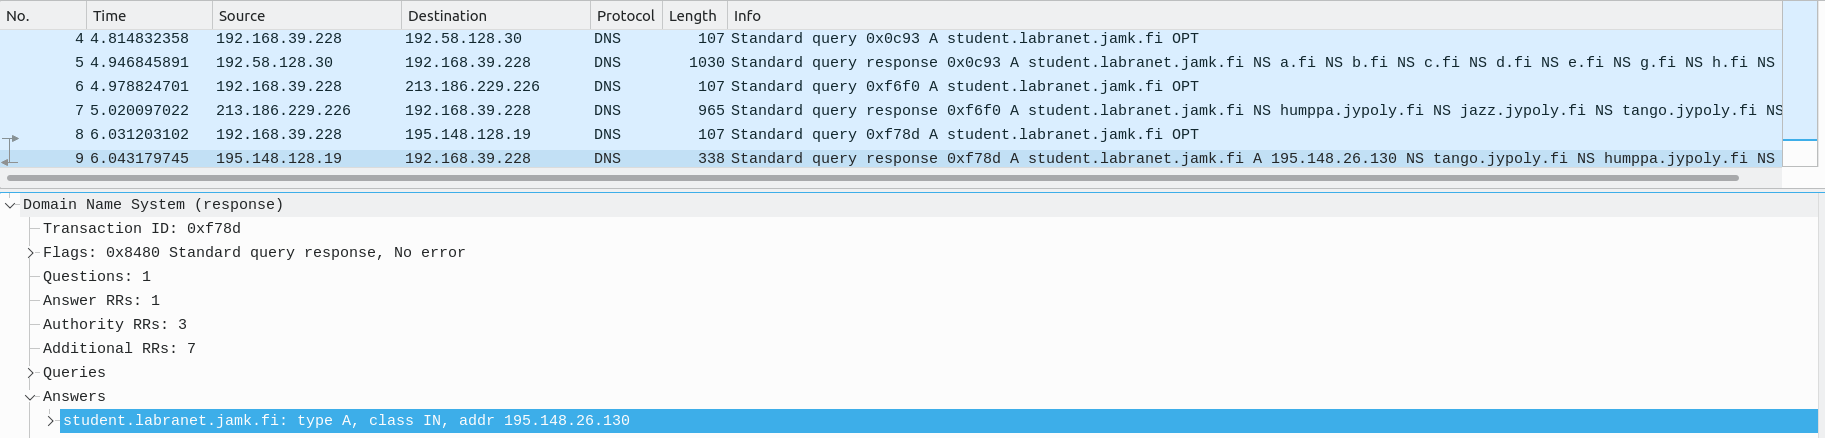 No. Time Source Destination Protocol Length Info
4 4.814832358 192.168.39.228 192.58.128.30 DNS 107 Standard query 0x0c93 A student.labranet.jamk.fi OPT
5 4.946845891 192.58.128.30 192.168.39.228 DNS 1030 Standard query response 0x0c93 A student.labranet.jamk.fi NS a.fi NS b.fi NS c.fi NS d.fi NS e.fi NS g.fi NS h.fi NS
6 4.978824701 192.168.39.228 213.186.229.226 DNS 107 Standard query 0xf6f0 A student.labranet.jamk.fi OPT
7 5.020097022 213.186.229.226 192.168.39.228 DNS 965 Standard query response 0xf6f0 A student.labranet.jamk.fi NS humppa.jypoly.fi NS jazz.jypoly.fi NS tango.jypoly.fi NS
8 6.031203102 192.168.39.228 195.148.128.19 DNS 107 Standard query 0xf78d A student.labranet.jamk.fi OPT
9 6.043179745 195.148.128.19 192.168.39.228 DNS 338 Standard query response 0xf78d A student.labranet.jamk.fi A 195.148.26.130 NS tango.jypoly.fi NS humppa.jypoly.fi NS
Domain Name System (response)
Transaction ID: 0xf78d
Flags: 0x8480 Standard query response, No error
Questions: 1
Answer RRs: 1
Authority RRs: 3
Additional RRs: 7
Queries
Answers
student.labranet.jamk.fi: type A, class IN, addr 195.148.26.130